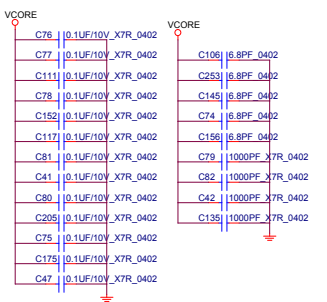 VCORE
C76 0.1UF/10V_X7R_0402
C77 0.1UF/10V_X7R_0402
C111 0.1UF/10V_X7R_0402
C78 0.1UF/10V_X7R_0402
C152 0.1UF/10V_X7R_0402
C117 0.1UF/10V_X7R_0402
C81 0.1UF/10V_X7R_0402
C41 0.1UF/10V_X7R_0402
C80 0.1UF/10V_X7R_0402
C205 0.1UF/10V_X7R_0402
C75 0.1UF/10V_X7R_0402
C175 0.1UF/10V_X7R_0402
C47 0.1UF/10V_X7R_0402
VCORE
C106 6.8PF_0402
C253 6.8PF_0402
C145 6.8PF_0402
C74 6.8PF_0402
C156 6.8PF_0402
C79 1000PF_X7R_0402
C82 1000PF_X7R_0402
C42 1000PF_X7R_0402
C135 1000PF_X7R_0402